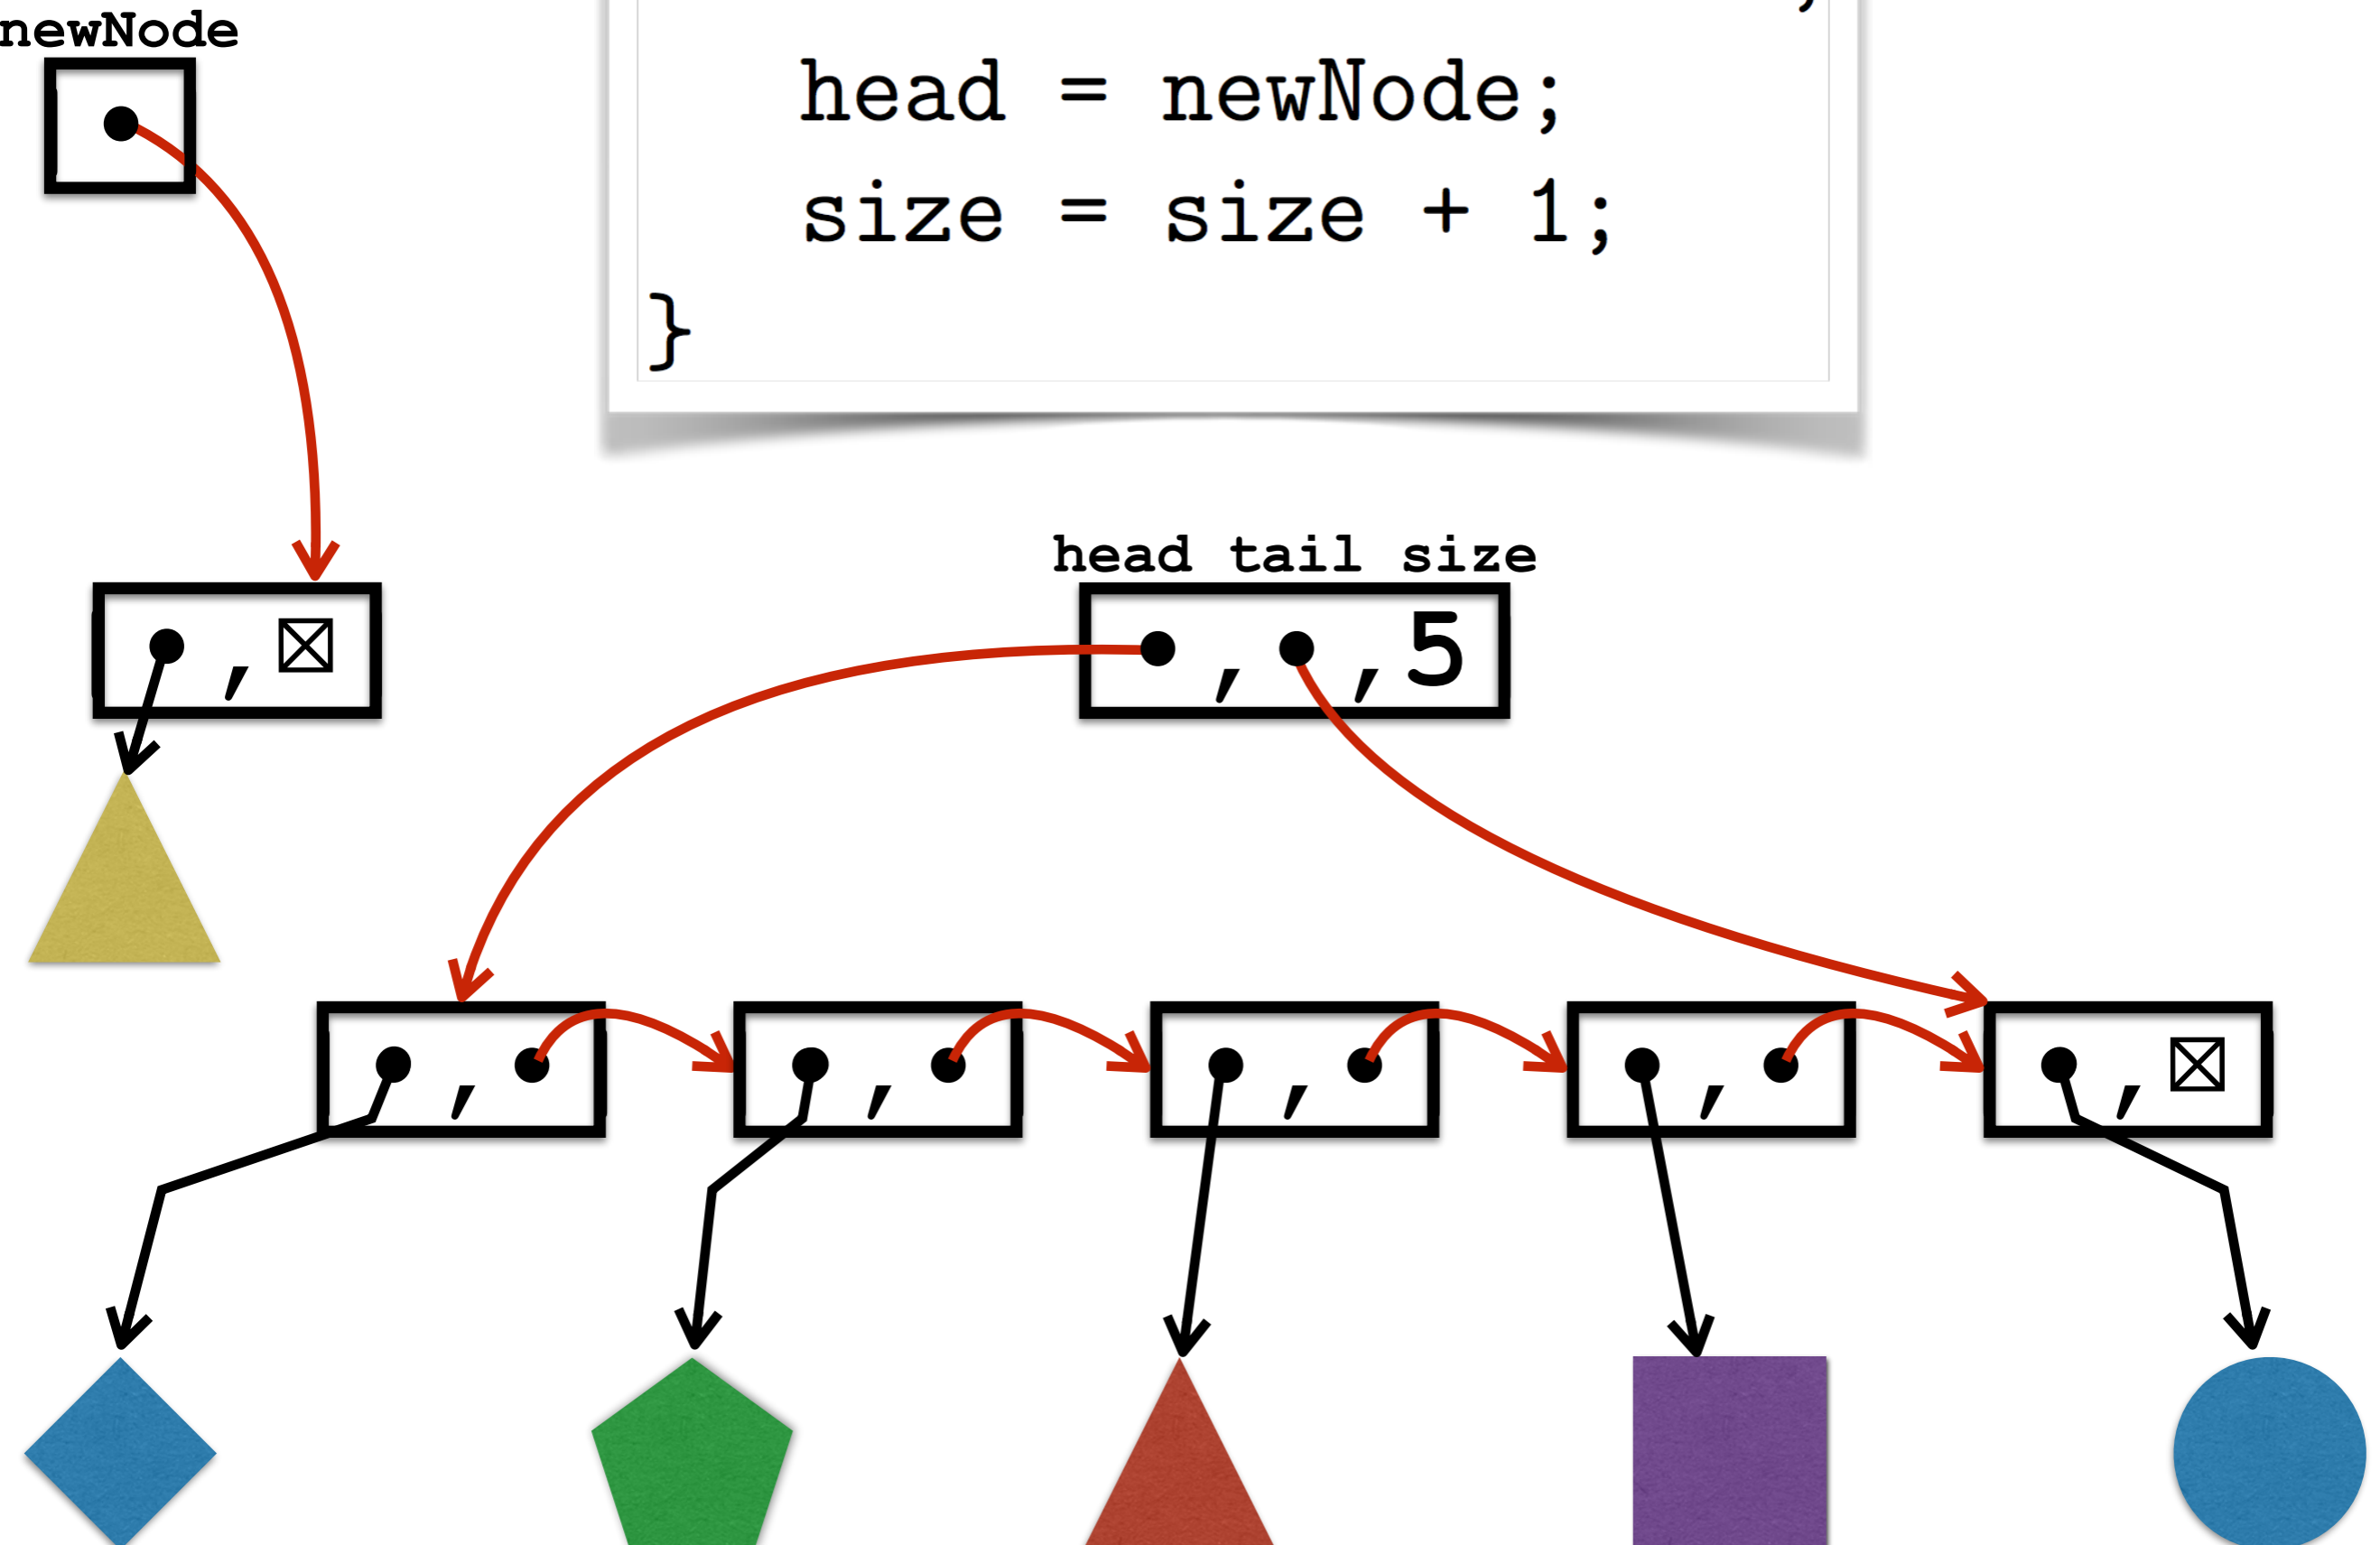 newNode
;
head = newNode;
size = size + 1;
}
head tail size
, ,5
,
, , , , ,